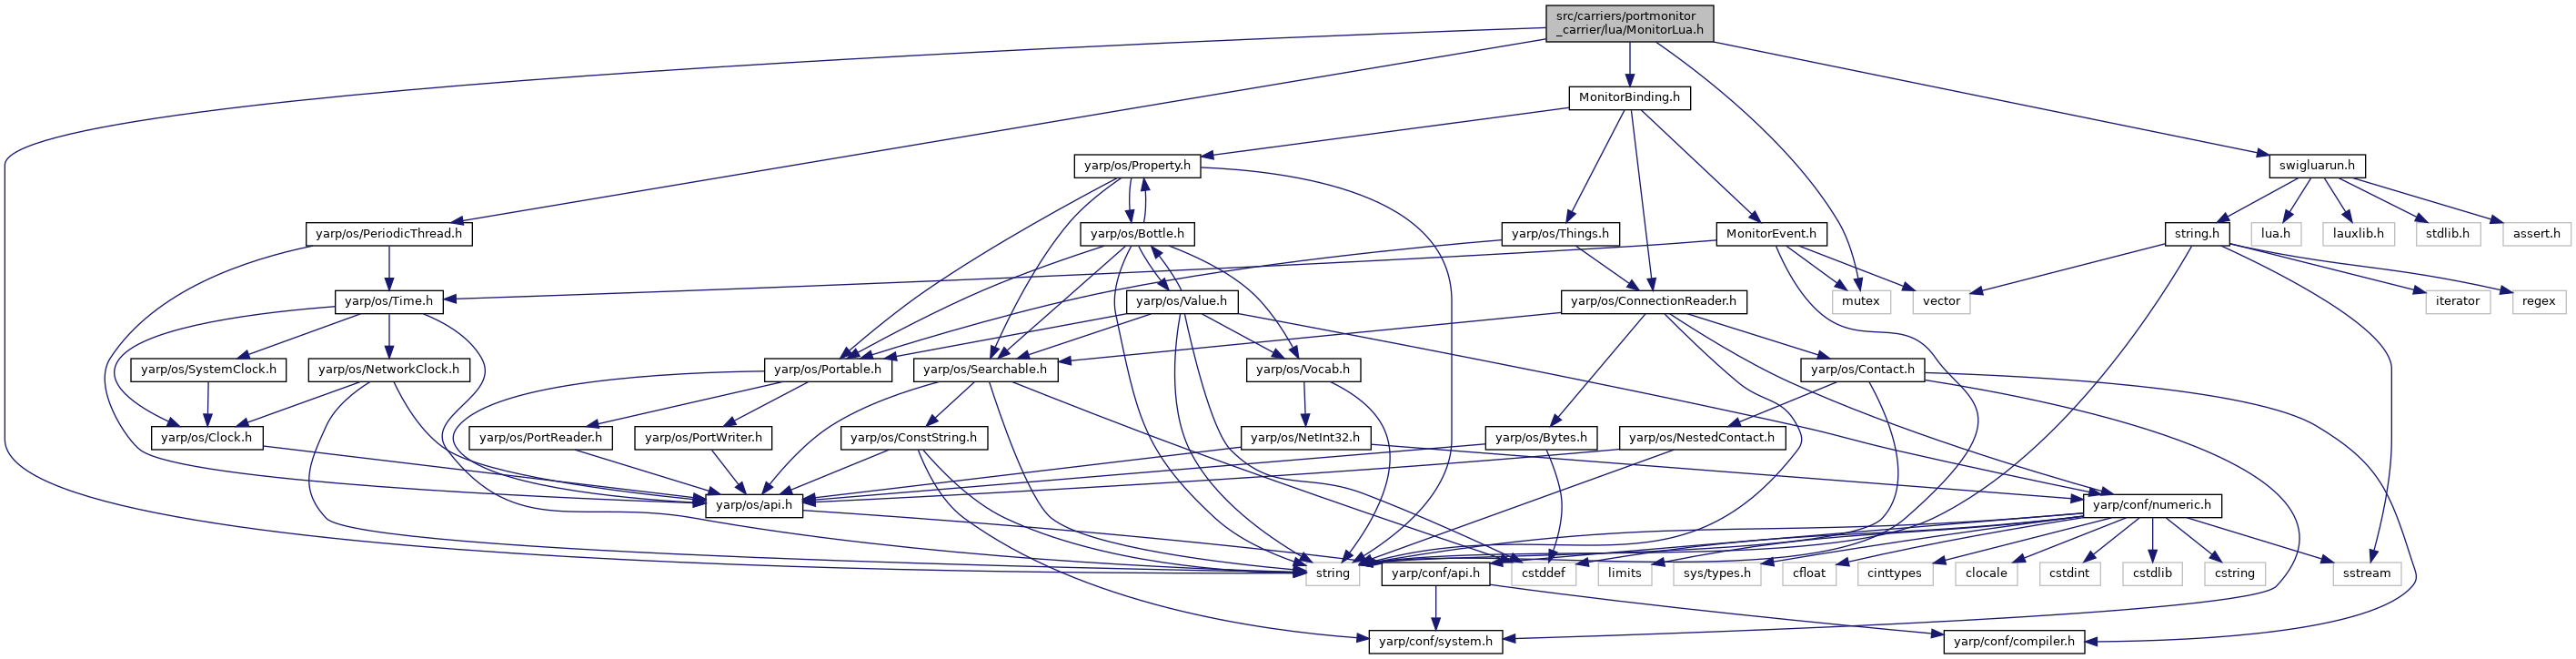 src/carriers/portmonitor
_carrier/lua/MonitorLua.h
MonitorBinding.h
yarp/os/Property.h
swigluarun.h
yarp/os/PeriodicThread.h
yarp/os/Bottle.h
yarp/os/Things.h
MonitorEvent.h
string.h
lua.h
lauxlib.h
stdlib.h
assert.h
yarp/os/Time.h
yarp/os/Value.h
yarp/os/ConnectionReader.h
mutex
vector
iterator
regex
yarp/os/SystemClock.h
yarp/os/NetworkClock.h
yarp/os/Portable.h
yarp/os/Searchable.h
yarp/os/Vocab.h
yarp/os/Contact.h
yarp/os/Clock.h
yarp/os/PortReader.h
yarp/os/PortWriter.h
yarp/os/ConstString.h
yarp/os/NetInt32.h
yarp/os/Bytes.h
yarp/os/NestedContact.h
yarp/os/api.h
yarp/conf/numeric.h
string
yarp/conf/api.h
cstddef
limits
sys/types.h
cfloat
cinttypes
clocale
cstdint
cstdlib
cstring
sstream
yarp/conf/system.h
yarp/conf/compiler.h